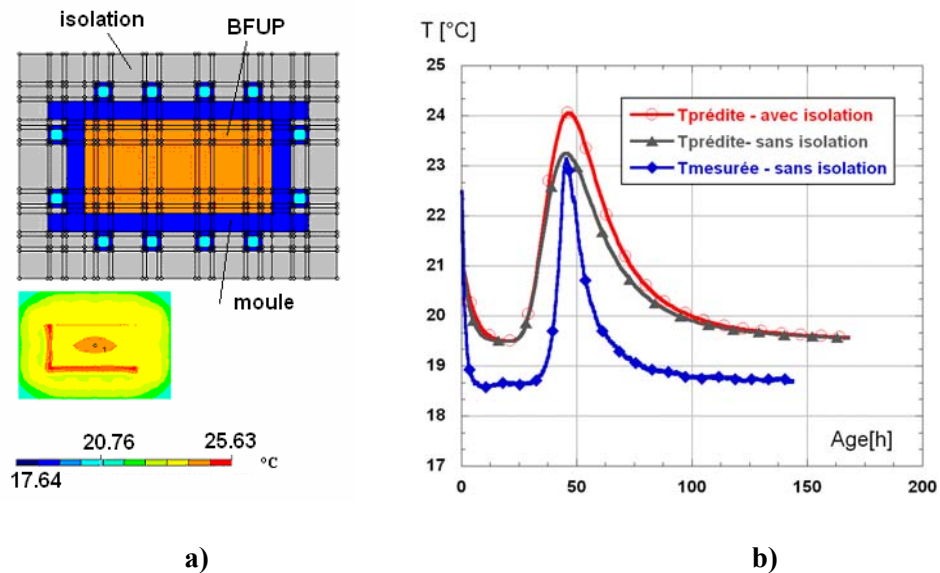 isolation
BFUP
moule
20.76
25.63
°C
17.64
a)
T [°C]
25
24
23
22
21
20
19
18
17
Tprédite - avec isolation
Tprédite- sans isolation
Tmesurée - sans isolation
Age[h]
0
50
100
150
200
b)